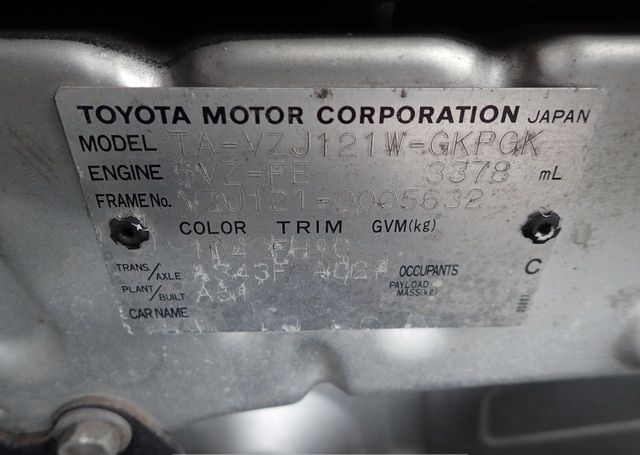 TOYOTA MOTOR CORPORATION JAPAN
MODEL TA-VZJ121W-GKPGK
ENGINE 5VZ-FE 3378 mL
FRAME No. VZJ121-0005632
COLOR TRIM GVM(kg)
TRANS./AXLE A343F OCCUPANTS C
PLANT/BUILT PAYLOAD MASS(kg)
CAR NAME